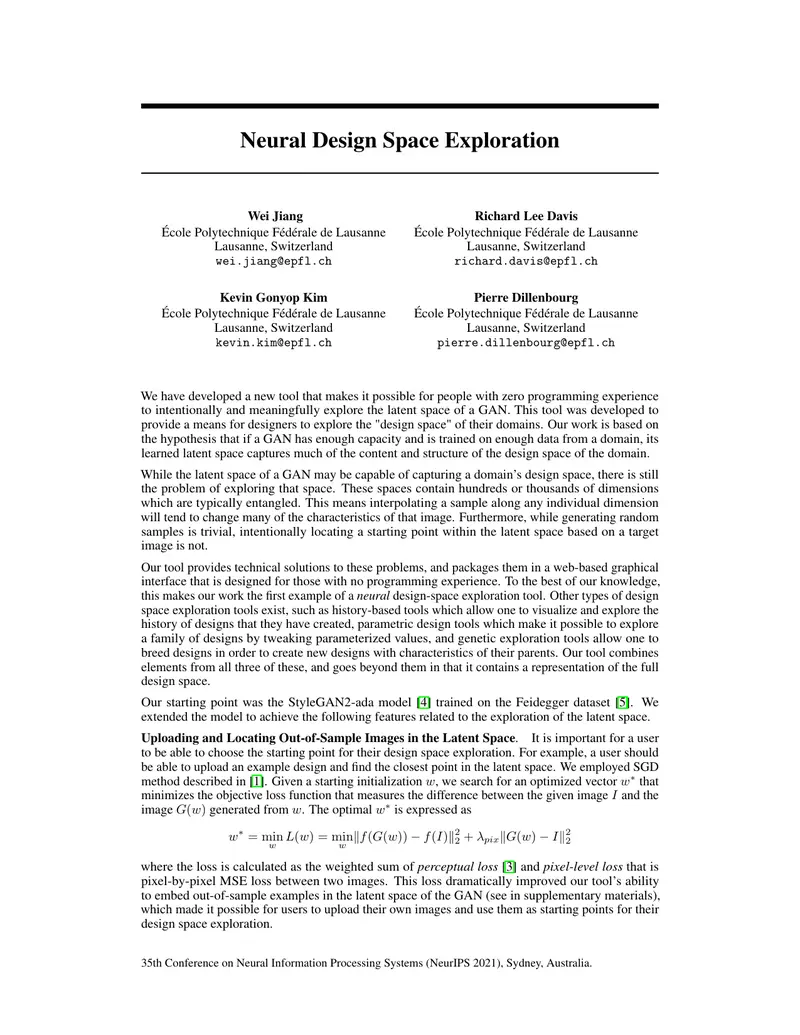 Neural Design Space Exploration
Wei Jiang
École Polytechnique Fédérale de Lausanne
Lausanne, Switzerland
wei.jiang@epfl.ch
Richard Lee Davis
École Polytechnique Fédérale de Lausanne
Lausanne, Switzerland
richard.davis@epfl.ch
Kevin Gonyop Kim
École Polytechnique Fédérale de Lausanne
Lausanne, Switzerland
kevin.kim@epfl.ch
Pierre Dillenbourg
École Polytechnique Fédérale de Lausanne
Lausanne, Switzerland
pierre.dillenbourg@epfl.ch
We have developed a new tool that makes it possible for people with zero programming experience
to intentionally and meaningfully explore the latent space of a GAN. This tool was developed to
provide a means for designers to explore the "design space" of their domains. Our work is based on
the hypothesis that if a GAN has enough capacity and is trained on enough data from a domain, its
learned latent space captures much of the content and structure of the design space of the domain.
While the latent space of a GAN may be capable of capturing a domain's design space, there is still
the problem of exploring that space. These spaces contain hundreds or thousands of dimensions
which are typically entangled. This means interpolating a sample along any individual dimension
will tend to change many of the characteristics of that image. Furthermore, while generating random
samples is trivial, intentionally locating a starting point within the latent space based on a target
image is not.
Our tool provides technical solutions to these problems, and packages them in a web-based graphical
interface that is designed for those with no programming experience. To the best of our knowledge,
this makes our work the first example of a neural design-space exploration tool. Other types of design
space exploration tools exist, such as history-based tools which allow one to visualize and explore the
history of designs that they have created, parametric design tools which make it possible to explore
a family of designs by tweaking parameterized values, and genetic exploration tools allow one to
breed designs in order to create new designs with characteristics of their parents. Our tool combines
elements from all three of these, and goes beyond them in that it contains a representation of the full
design space.
Our starting point was the StyleGAN2-ada model [4] trained on the Feidegger dataset [5]. We
extended the model to achieve the following features related to the exploration of the latent space.
Uploading and Locating Out-of-Sample Images in the Latent Space. It is important for a user
to be able to choose the starting point for their design space exploration. For example, a user should
be able to upload an example design and find the closest point in the latent space. We employed SGD
method described in [1]. Given a starting initialization w, we search for an optimized vector w* that
minimizes the objective loss function that measures the difference between the given image I and the
image G(w) generated from w. The optimal w* is expressed as
w* = min_w L(w) = min_w ‖f(G(w)) − f(I)‖₂² + λ_pix‖G(w) − I‖₂²
where the loss is calculated as the weighted sum of perceptual loss [3] and pixel-level loss that is
pixel-by-pixel MSE loss between two images. This loss dramatically improved our tool's ability
to embed out-of-sample examples in the latent space of the GAN (see in supplementary materials),
which made it possible for users to upload their own images and use them as starting points for their
design space exploration.
35th Conference on Neural Information Processing Systems (NeurIPS 2021), Sydney, Australia.